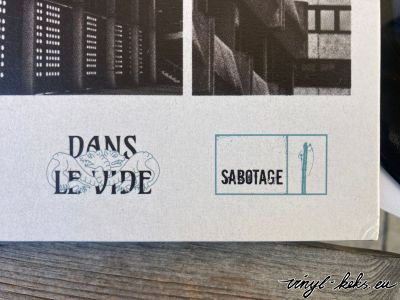 DANS
LE VIDE
SABOTAGE
vinyl-keks.eu